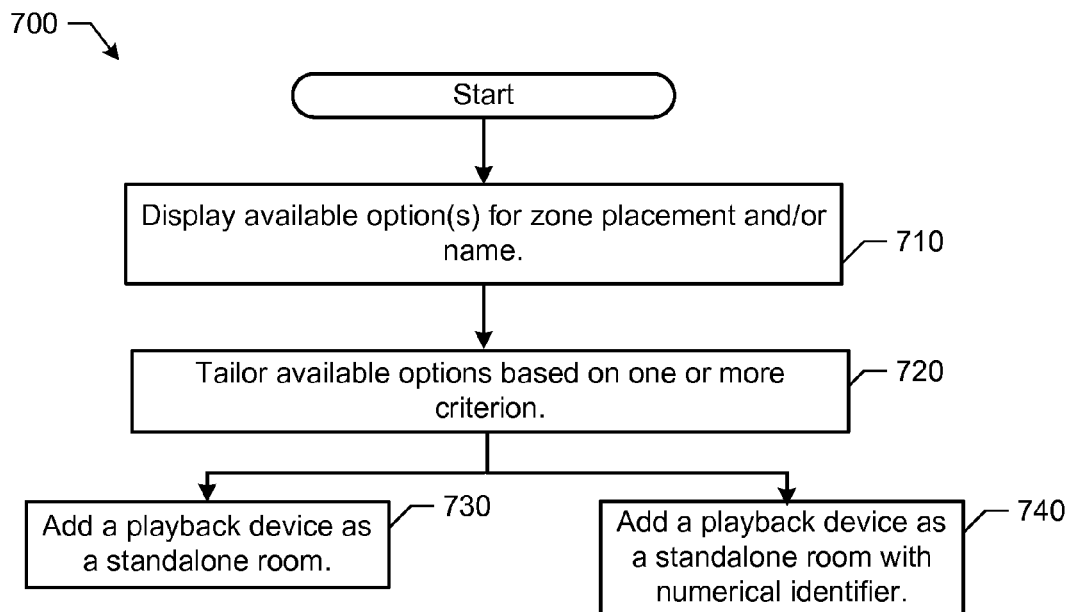 700
Start
Display available option(s) for zone placement and/or
name.
710
Tailor available options based on one or more
criterion.
720
Add a playback device as
a standalone room.
730
Add a playback device as
a standalone room with
numerical identifier.
740